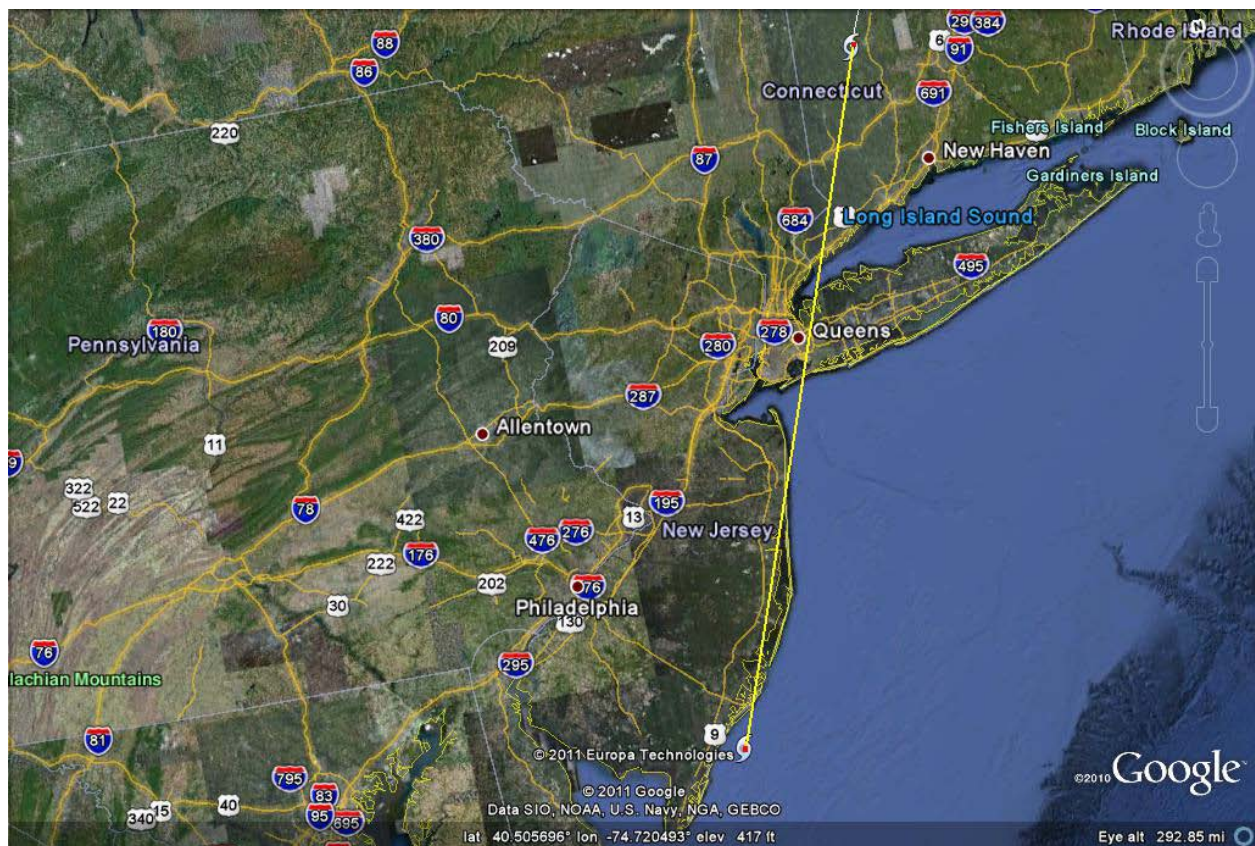 29
384
88
6
Rhode Island
N
91
86
Connecticut
691
220
Fishers Island
Block Island
New Haven
87
Gardiners Island
684
Long Island Sound
380
495
80
180
278
Queens
Pennsylvania
209
280
287
Allentown
11
9
322
522
22
78
195
422
13
New Jersey
276
476
176
222
202
76
30
Philadelphia
130
76
295
lachian Mountains
9
81
© 2011 Europa Technologies
795
©2010 Google
© 2011 Google
83
40
15
Data SIO, NOAA, U.S. Navy, NGA, GEBCO
340
95
695
lat 40.505696° lon -74.720493° elev 417 ft
Eye alt 292.85 mi